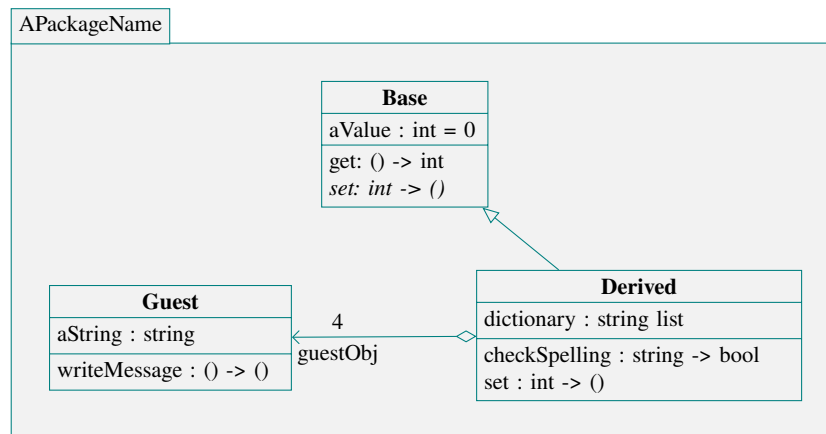 APackageName
Base
aValue : int = 0
get: () -> int
set: int -> ()
Guest
aString : string
writeMessage : () -> ()
4
guestObj
Derived
dictionary : string list
checkSpelling : string -> bool
set : int -> ()